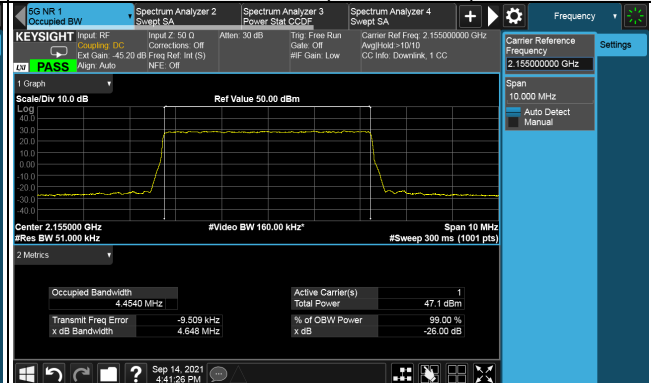 5G NR 1
Occupied BW
Spectrum Analyzer 2
Swept SA
Spectrum Analyzer 3
Power Stat CCDF
Spectrum Analyzer 4
Swept SA
+
Frequency
KEYSIGHT
Input: RF
Coupling: DC
Ext Gain: -45.20 dB
Align: Auto
Input Z: 50 Ω
Corrections: Off
Freq Ref: Int (S)
NFE: Off
Atten: 30 dB
Trig: Free Run
Gate: Off
#IF Gain: Low
Carrier Ref Freq: 2.155000000 GHz
Avg|Hold:>10/10
CC Info: Downlink, 1 CC
LXI
PASS
Carrier Reference
Frequency
2.155000000 GHz
Settings
Span
10.000 MHz
Auto Detect
Manual
1 Graph
Scale/Div 10.0 dB
Ref Value 50.00 dBm
Log
40.0
30.0
20.0
10.0
0.00
-10.0
-20.0
-30.0
-40.0
Center 2.155000 GHz
#Video BW 160.00 kHz*
Span 10 MHz
#Res BW 51.000 kHz
#Sweep 300 ms (1001 pts)
2 Metrics
Occupied Bandwidth
4.4540 MHz
Active Carrier(s) 1
Total Power 47.1 dBm
Transmit Freq Error -9.509 kHz
x dB Bandwidth 4.648 MHz
% of OBW Power 99.00 %
x dB -26.00 dB
?
Sep 14, 2021
4:41:26 PM